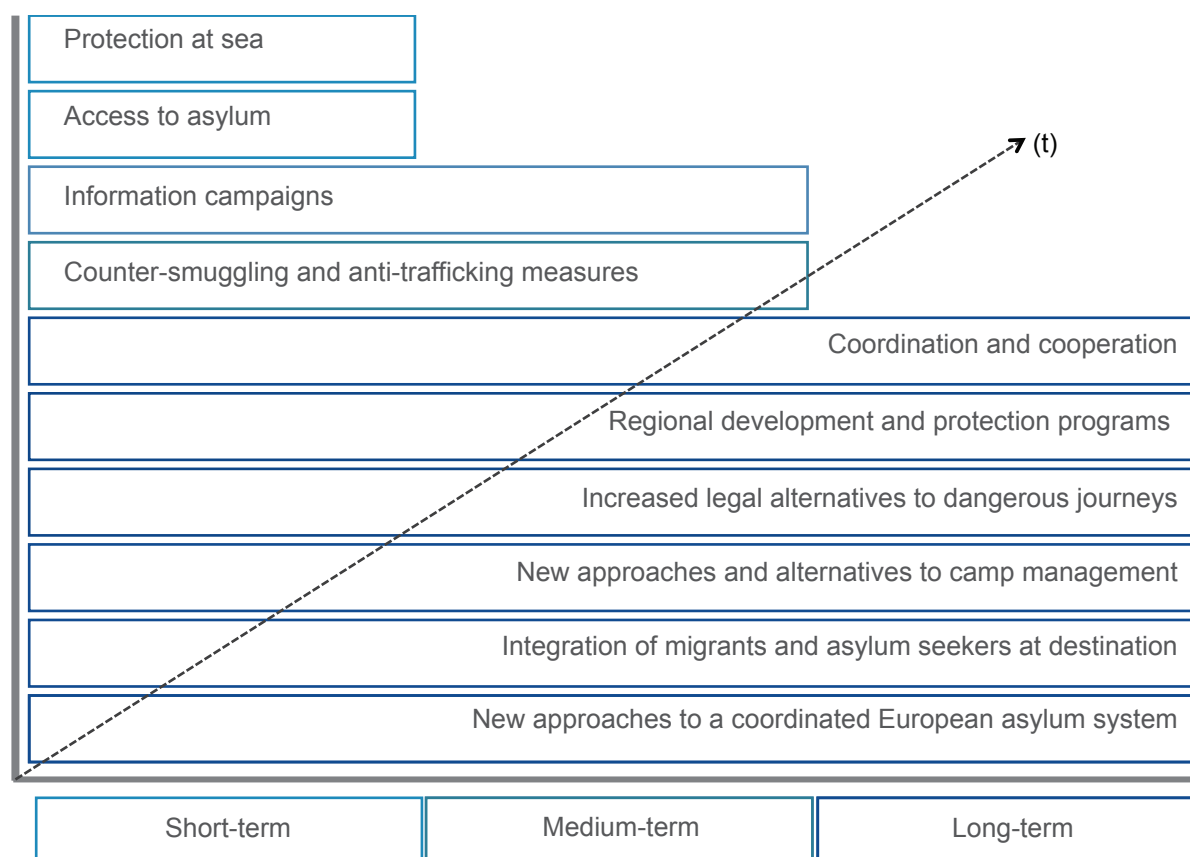 Protection at sea
Access to asylum
(t)
Information campaigns
Counter-smuggling and anti-trafficking measures
Coordination and cooperation
Regional development and protection programs
Increased legal alternatives to dangerous journeys
New approaches and alternatives to camp management
Integration of migrants and asylum seekers at destination
New approaches to a coordinated European asylum system
Short-term
Medium-term
Long-term